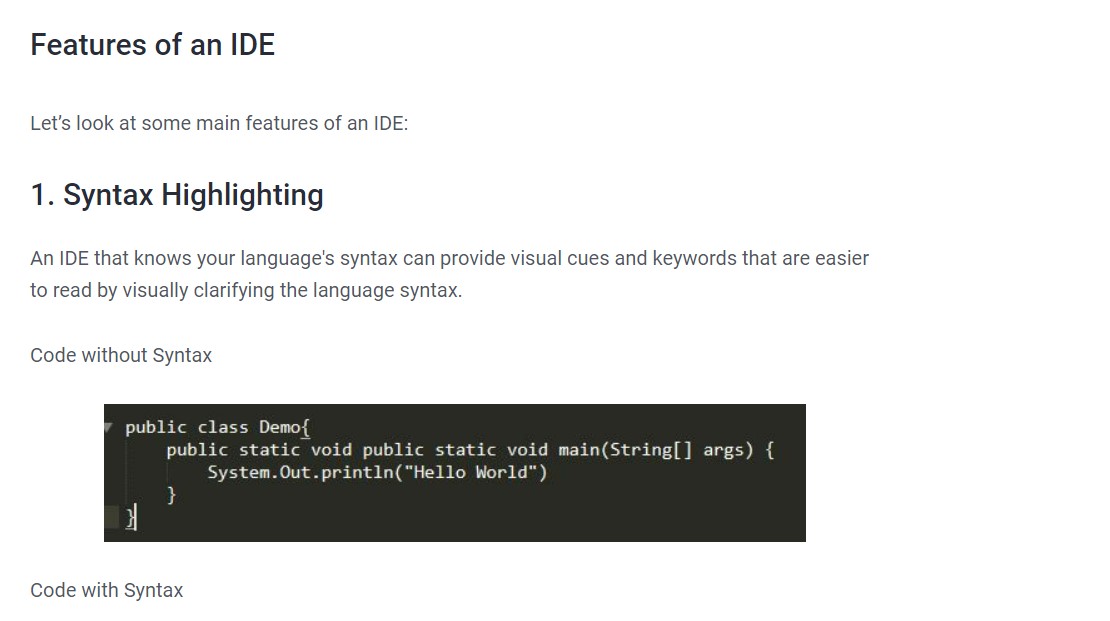 Features of an IDE
Let’s look at some main features of an IDE:
1. Syntax Highlighting
An IDE that knows your language's syntax can provide visual cues and keywords that are easier
to read by visually clarifying the language syntax.
Code without Syntax
public class Demo{
    public static void public static void main(String[] args) {
        System.Out.println("Hello World")
    }
}
Code with Syntax